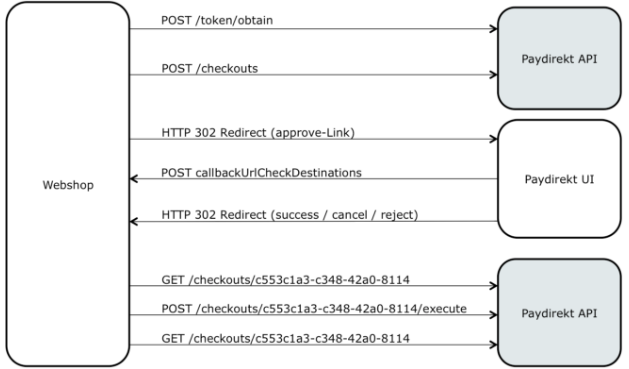 POST /token/obtain
Paydirekt API
POST /checkouts
HTTP 302 Redirect (approve-Link)
POST callbackUrlCheckDestinations
Webshop
Paydirekt UI
HTTP 302 Redirect (success / cancel / reject)
GET /checkouts/c553c1a3-c348-42a0-8114
POST /checkouts/c553c1a3-c348-42a0-8114/execute
Paydirekt API
GET /checkouts/c553c1a3-c348-42a0-8114